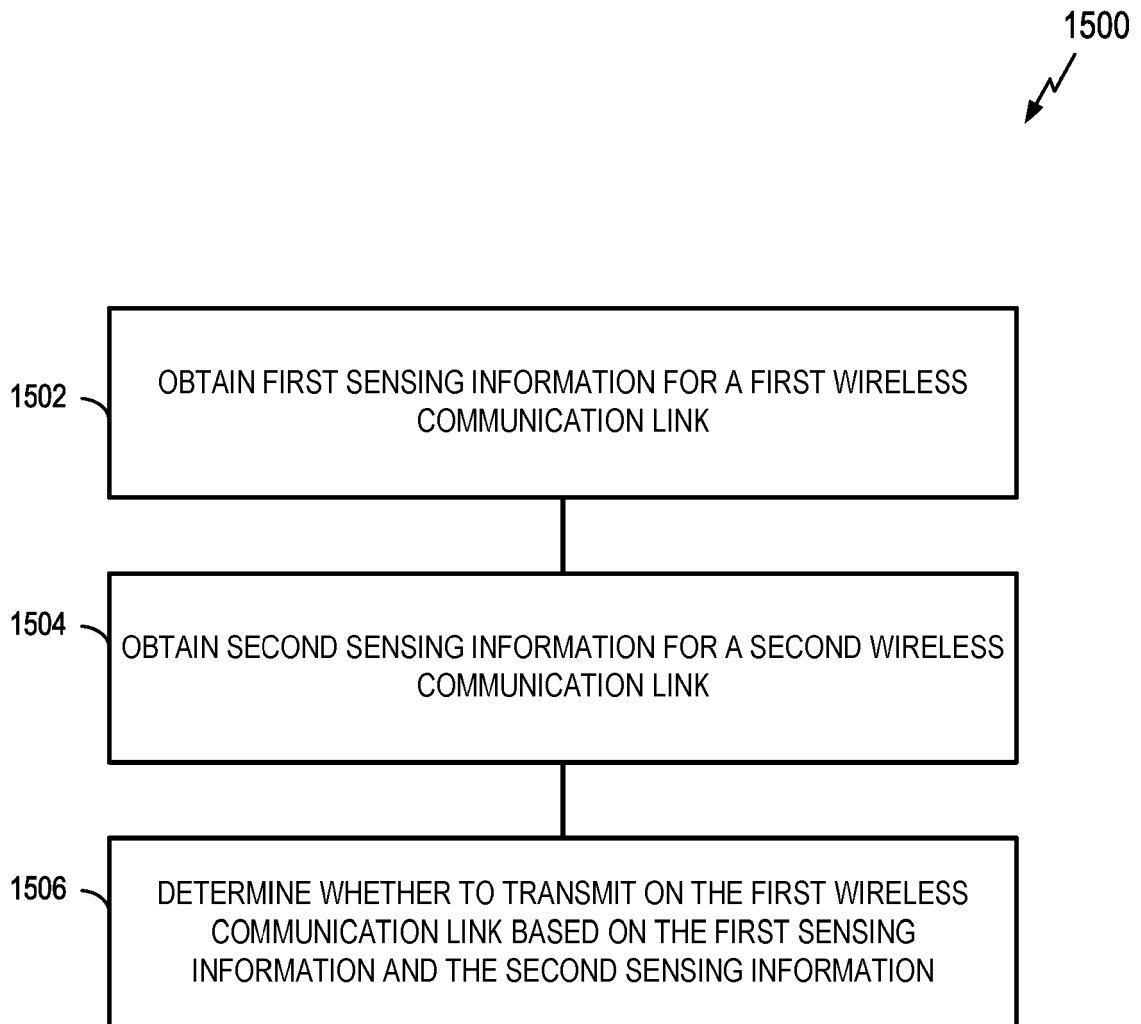 1500
1502
OBTAIN FIRST SENSING INFORMATION FOR A FIRST WIRELESS
COMMUNICATION LINK
1504
OBTAIN SECOND SENSING INFORMATION FOR A SECOND WIRELESS
COMMUNICATION LINK
1506
DETERMINE WHETHER TO TRANSMIT ON THE FIRST WIRELESS
COMMUNICATION LINK BASED ON THE FIRST SENSING
INFORMATION AND THE SECOND SENSING INFORMATION